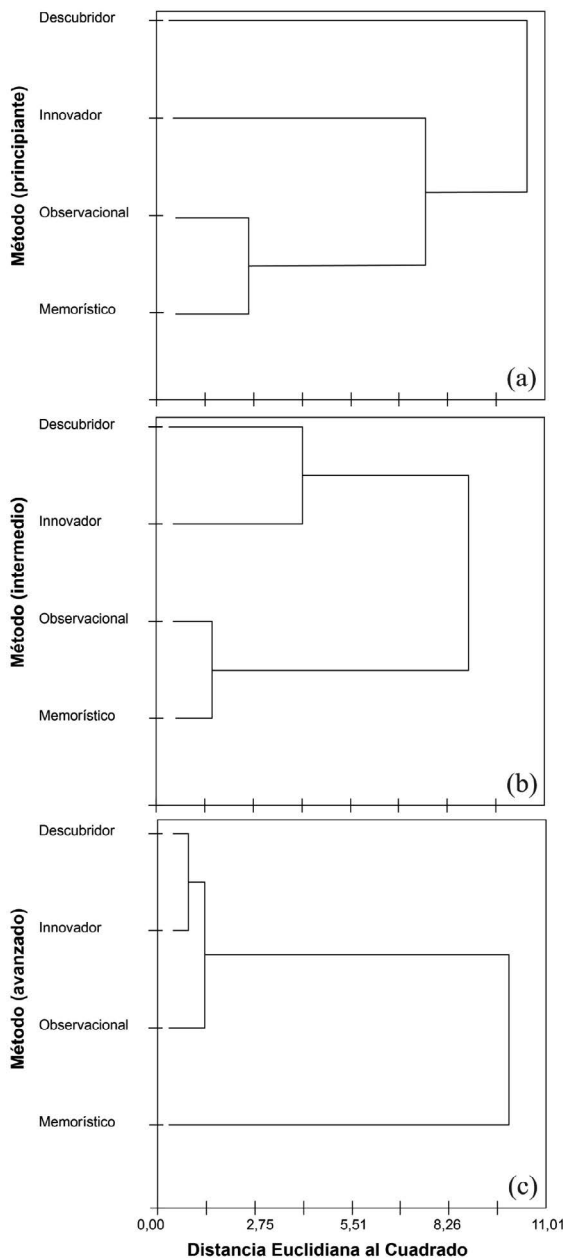 Descubridor
Innovador
Observacional
Memorístico
Método (principiante)
(a)
Descubridor
Innovador
Observacional
Memorístico
Método (intermedio)
(b)
Descubridor
Innovador
Observacional
Memorístico
Método (avanzado)
(c)
0,00 2,75 5,51 8,26 11,01
Distancia Euclidiana al Cuadrado